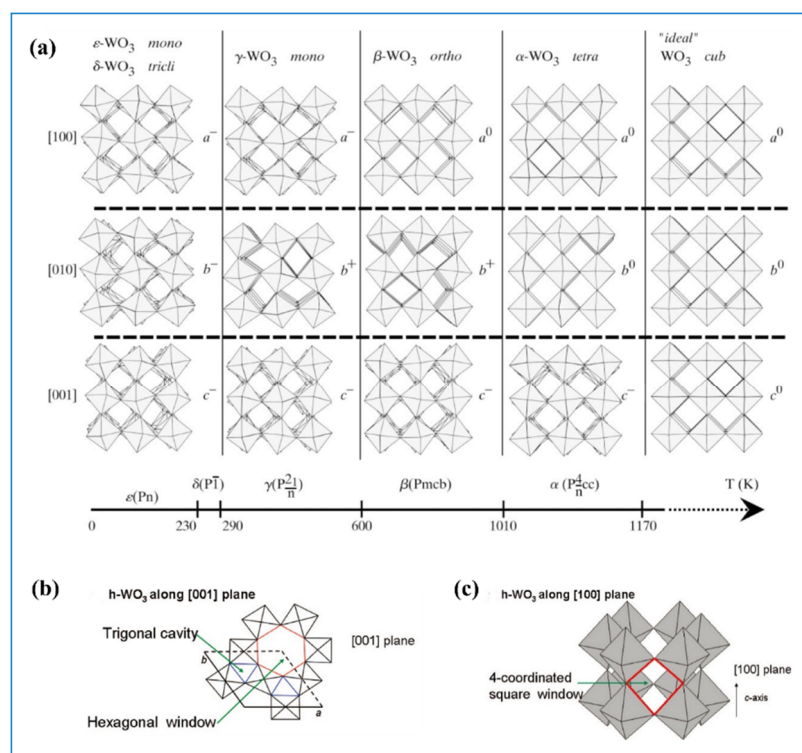 (a)
ε-WO3 mono
δ-WO3 tricli
γ-WO3 mono
β-WO3 ortho
α-WO3 tetra
"ideal"
WO3 cub
[100] a⁻ a⁻ a⁰ a⁰ a⁰
[010] b⁻ b⁺ b⁺ b⁰ b⁰
[001] c⁻ c⁻ c⁻ c⁻ c⁰
ε(Pn) δ(P1̅) γ(P2₁/n) β(Pmcb) α(P4/ncc) T (K)
0 230 290 600 1010 1170
(b)
h-WO3 along [001] plane
Trigonal cavity
[001] plane
b
a
Hexagonal window
(c)
h-WO3 along [100] plane
4-coordinated
square window
[100] plane
c-axis